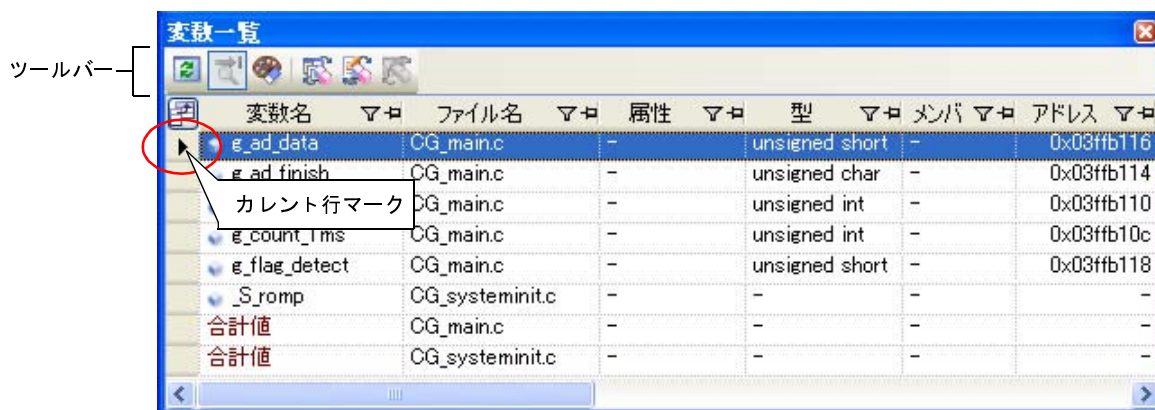 変数一覧
ツールバー
変数名 ファイル名 属性 型 メンバ アドレス
g_ad_data CG_main.c - unsigned short - 0x03ffb116
g_ad_finish CG_main.c - unsigned char - 0x03ffb114
カレント行マーク CG_main.c - unsigned int - 0x03ffb110
g_count_1ms CG_main.c - unsigned int - 0x03ffb10c
g_flag_detect CG_main.c - unsigned short - 0x03ffb118
_S_romp CG_systeminit.c - - - -
合計値 CG_main.c - - - -
合計値 CG_systeminit.c - - - -